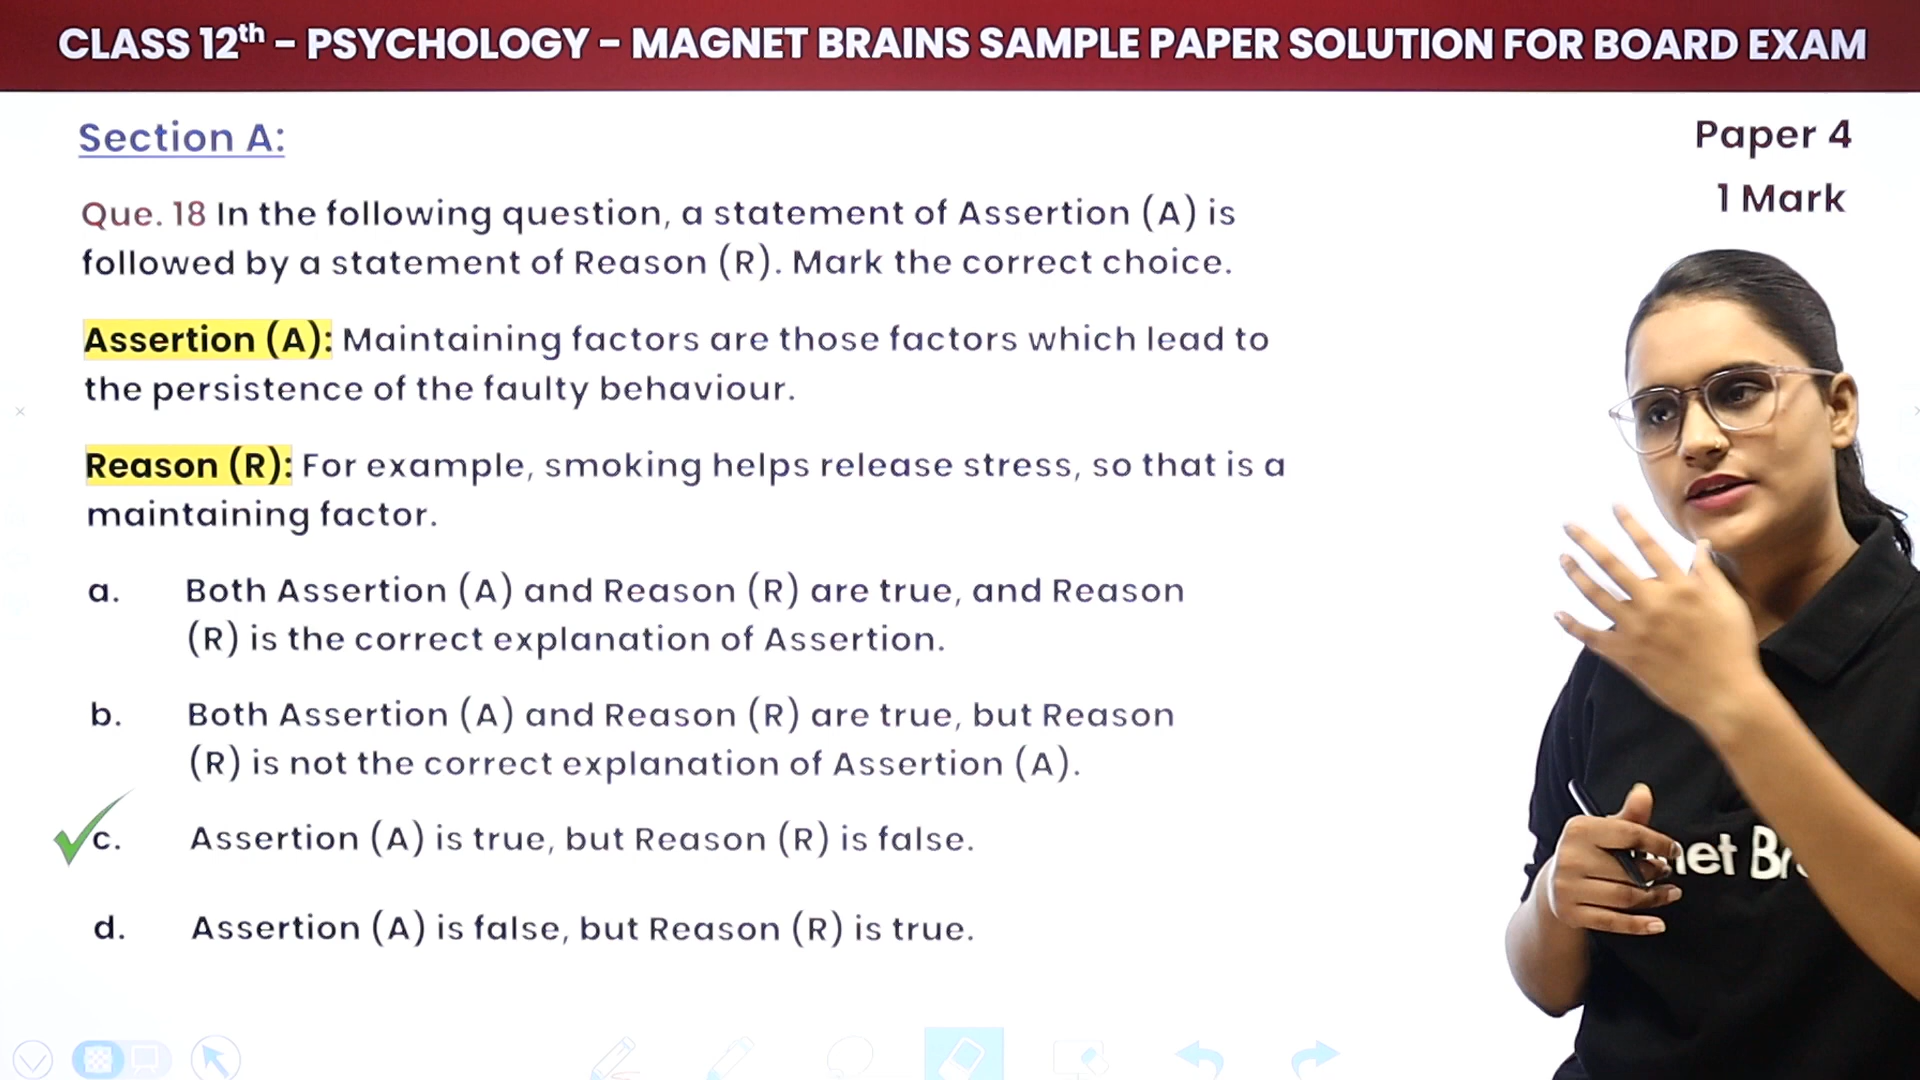 CLASS 12th – PSYCHOLOGY – MAGNET BRAINS SAMPLE PAPER SOLUTION FOR BOARD EXAM
Section A:
Paper 4
1 Mark
Que. 18 In the following question, a statement of Assertion (A) is
followed by a statement of Reason (R). Mark the correct choice.
Assertion (A): Maintaining factors are those factors which lead to
the persistence of the faulty behaviour.
Reason (R): For example, smoking helps release stress, so that is a
maintaining factor.
a. Both Assertion (A) and Reason (R) are true, and Reason
(R) is the correct explanation of Assertion.
b. Both Assertion (A) and Reason (R) are true, but Reason
(R) is not the correct explanation of Assertion (A).
c. Assertion (A) is true, but Reason (R) is false.
d. Assertion (A) is false, but Reason (R) is true.